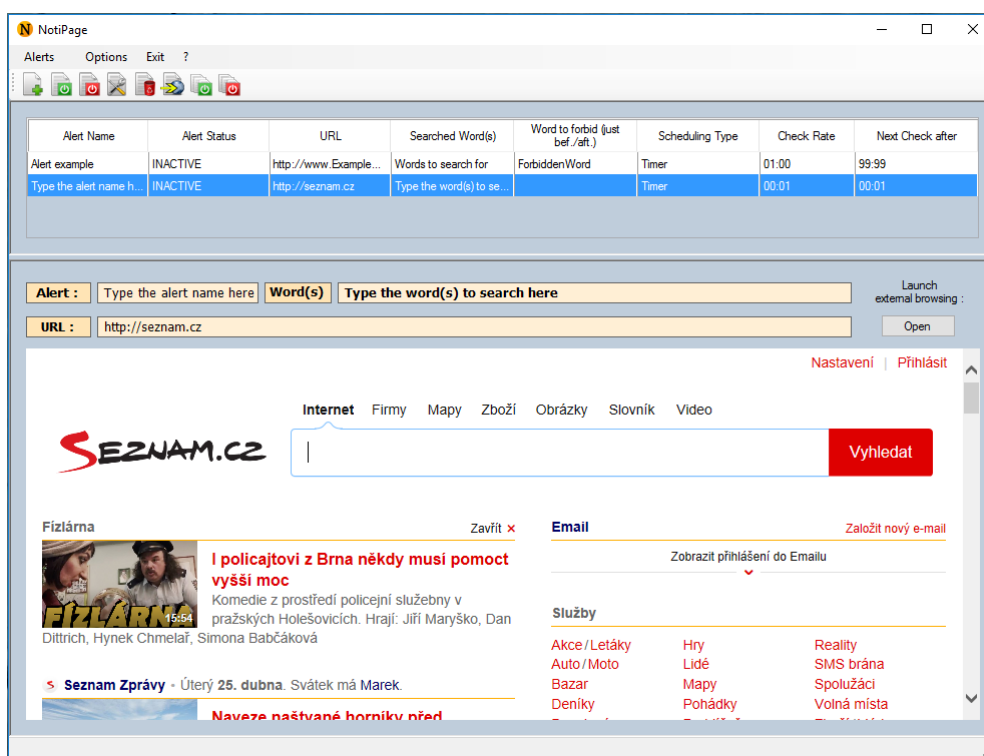 NotiPage
Alerts Options Exit ?
Alert Name Alert Status URL Searched Word(s) Word to forbid (just bef./aft.) Scheduling Type Check Rate Next Check after
Alert example INACTIVE http://www.Example... Words to search for ForbiddenWord Timer 01:00 99:99
Type the alert name h... INACTIVE http://seznam.cz Type the word(s) to se... Timer 00:01 00:01
Alert : Type the alert name here Word(s) Type the word(s) to search here
Launch
external browsing :
URL : http://seznam.cz Open
Nastavení | Přihlásit
Internet Firmy Mapy Zboží Obrázky Slovník Video
SEZNAM.CZ Vyhledat
Fízlárna Zavřít ×
I policajtovi z Brna někdy musí pomoct
vyšší moc
Komedie z prostředí policejní služebny v
pražských Holešovicích. Hrají: Jiří Maryško, Dan
Dittrich, Hynek Chmelař, Simona Babčáková
FÍZLÁRNA 15:54
S Seznam Zprávy - Úterý 25. dubna. Svátek má Marek.
Naveze naštvané horníky před
Email Založit nový e-mail
Zobrazit přihlášení do Emailu
Služby
Akce / Letáky Hry Reality
Auto / Moto Lidé SMS brána
Bazar Mapy Spolužáci
Deníky Pohádky Volná místa